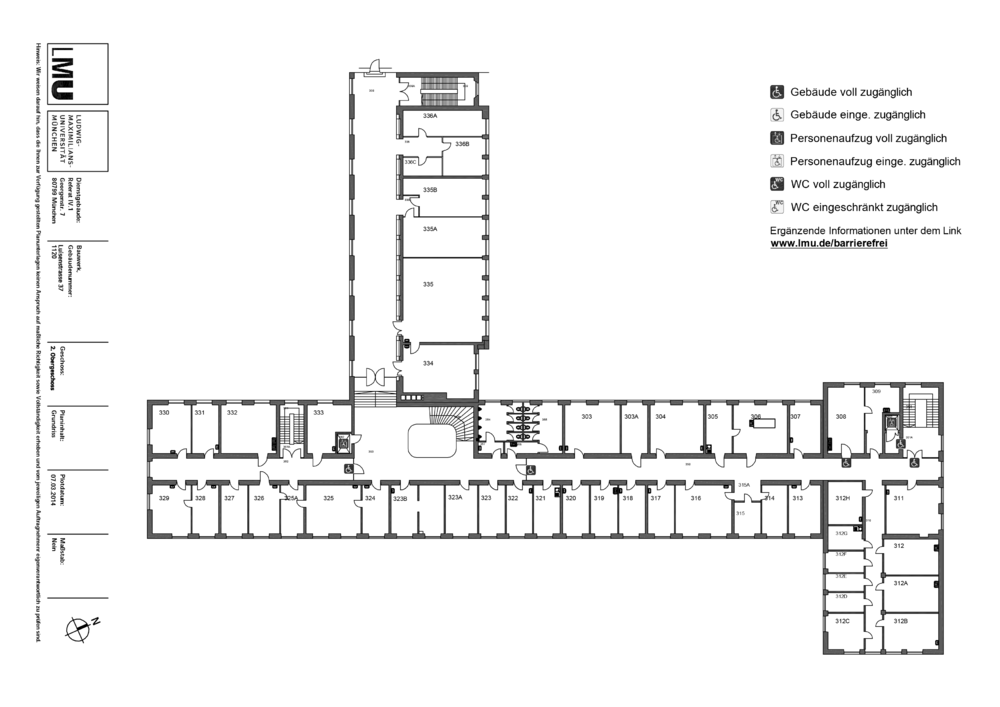 LMU
LUDWIG-
MAXIMILIANS-
UNIVERSITÄT
MÜNCHEN
Dienstgebäude:
Referat IV.1
Georgenstr. 7
80799 München
Bauwerk,
Gebäudenummer:
Luisenstrasse 37
1120
Geschoss:
2. Obergeschoss
Planinhalt:
Grundriss
Plotdatum:
07.03.2014
Maßstab:
Nein
N
Hinweis: Wir weisen darauf hin, dass die Ihnen zur Verfügung gestellten Planunterlagen keinen Anspruch auf maßliche Richtigkeit sowie Vollständigkeit erheben und vom jeweiligen Auftragnehmer eigenverantwortlich zu prüfen sind.
Gebäude voll zugänglich
Gebäude einge. zugänglich
Personenaufzug voll zugänglich
Personenaufzug einge. zugänglich
WC
WC voll zugänglich
WC
WC eingeschränkt zugänglich
Ergänzende Informationen unter dem Link
www.lmu.de/barrierefrei
336A
336B
336C
335B
335A
335
334
330
331
332
333
303
303A
304
305
306
307
308
309
329
328
327
326
325A
325
324
323B
323A
323
322
321
320
319
318
317
316
315A
315
314
313
312H
311
312G
312F
312E
312D
312C
312
312A
312B